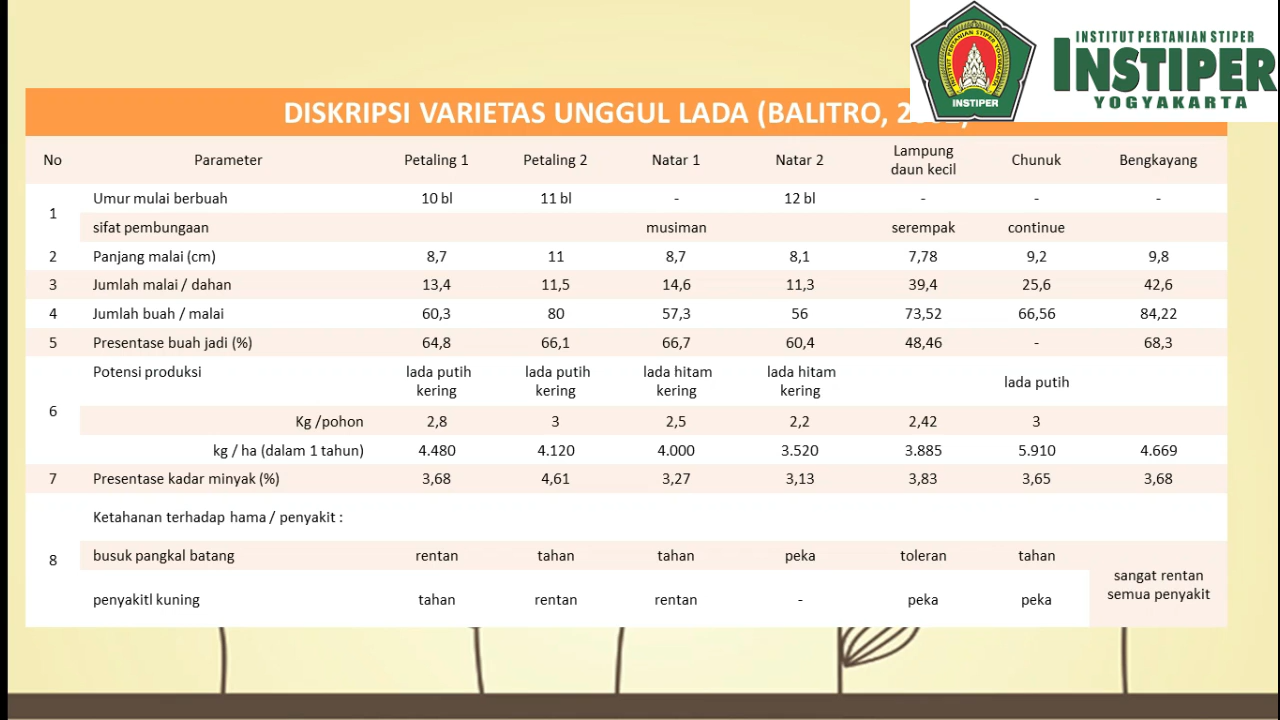 INSTITUT PERTANIAN STIPER YOGYAKARTA
INSTIPER
INSTITUT PERTANIAN STIPER
INSTIPER
YOGYAKARTA
DISKRIPSI VARIETAS UNGGUL LADA (BALITRO,
No Parameter Petaling 1 Petaling 2 Natar 1 Natar 2 Lampung daun kecil Chunuk Bengkayang
1 Umur mulai berbuah 10 bl 11 bl - 12 bl - - -
sifat pembungaan musiman serempak continue
2 Panjang malai (cm) 8,7 11 8,7 8,1 7,78 9,2 9,8
3 Jumlah malai / dahan 13,4 11,5 14,6 11,3 39,4 25,6 42,6
4 Jumlah buah / malai 60,3 80 57,3 56 73,52 66,56 84,22
5 Presentase buah jadi (%) 64,8 66,1 66,7 60,4 48,46 - 68,3
6 Potensi produksi lada putih kering lada putih kering lada hitam kering lada hitam kering lada putih
Kg /pohon 2,8 3 2,5 2,2 2,42 3
kg / ha (dalam 1 tahun) 4.480 4.120 4.000 3.520 3.885 5.910 4.669
7 Presentase kadar minyak (%) 3,68 4,61 3,27 3,13 3,83 3,65 3,68
8 Ketahanan terhadap hama / penyakit :
busuk pangkal batang rentan tahan tahan peka toleran tahan sangat rentan semua penyakit
penyakitl kuning tahan rentan rentan - peka peka